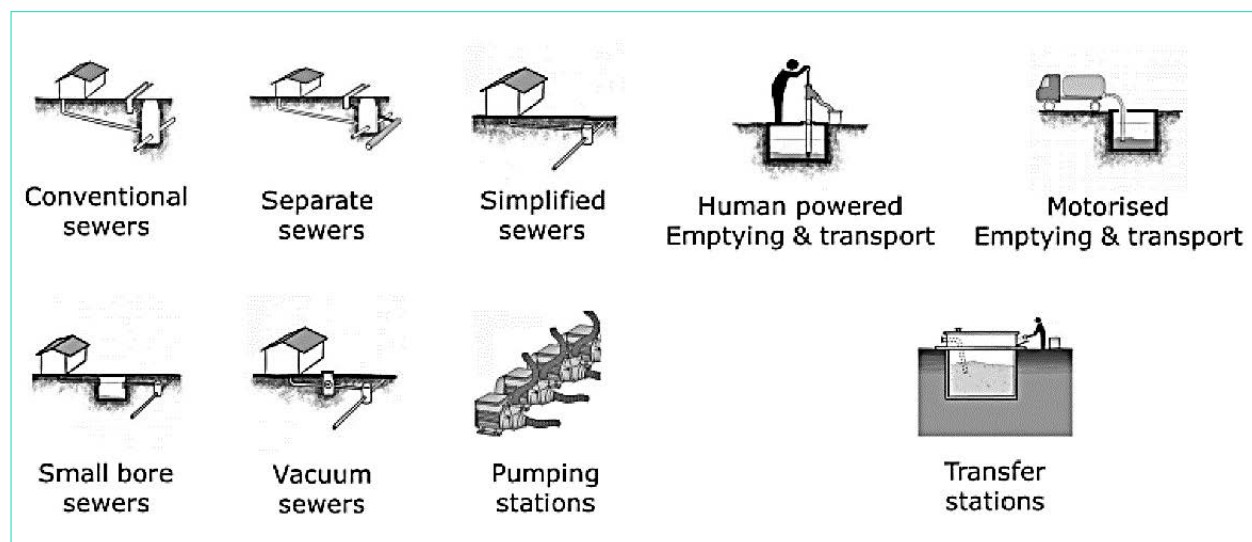 Conventional
sewers
Separate
sewers
Simplified
sewers
Human powered
Emptying & transport
Motorised
Emptying & transport
Small bore
sewers
Vacuum
sewers
Pumping
stations
Transfer
stations